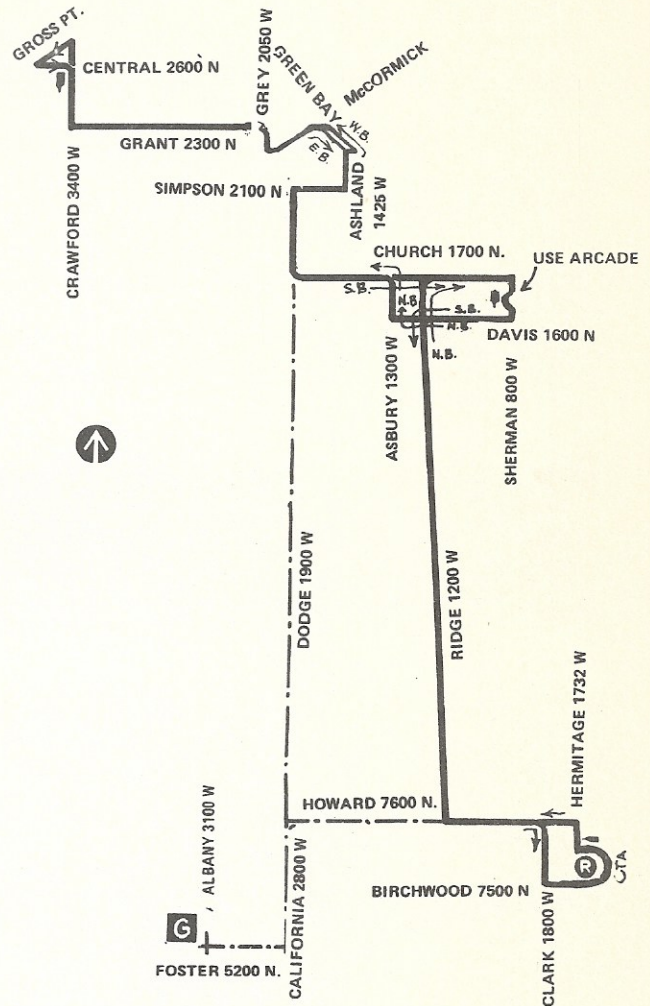 GROSS PT.
CENTRAL 2600 N
GREY 2050 W
GREEN BAY
McCORMICK
W.B.
E.B.
GRANT 2300 N
SIMPSON 2100 N
ASHLAND
1425 W
CRAWFORD 3400 W
CHURCH 1700 N.
USE ARCADE
S.B.
N.B
S.B.
N.B.
N.B.
DAVIS 1600 N
ASBURY 1300 W
SHERMAN 800 W
DODGE 1900 W
RIDGE 1200 W
HERMITAGE 1732 W
HOWARD 7600 N.
ALBANY 3100 W
CALIFORNIA 2800 W
R
CTA
BIRCHWOOD 7500 N
CLARK 1800 W
G
FOSTER 5200 N.